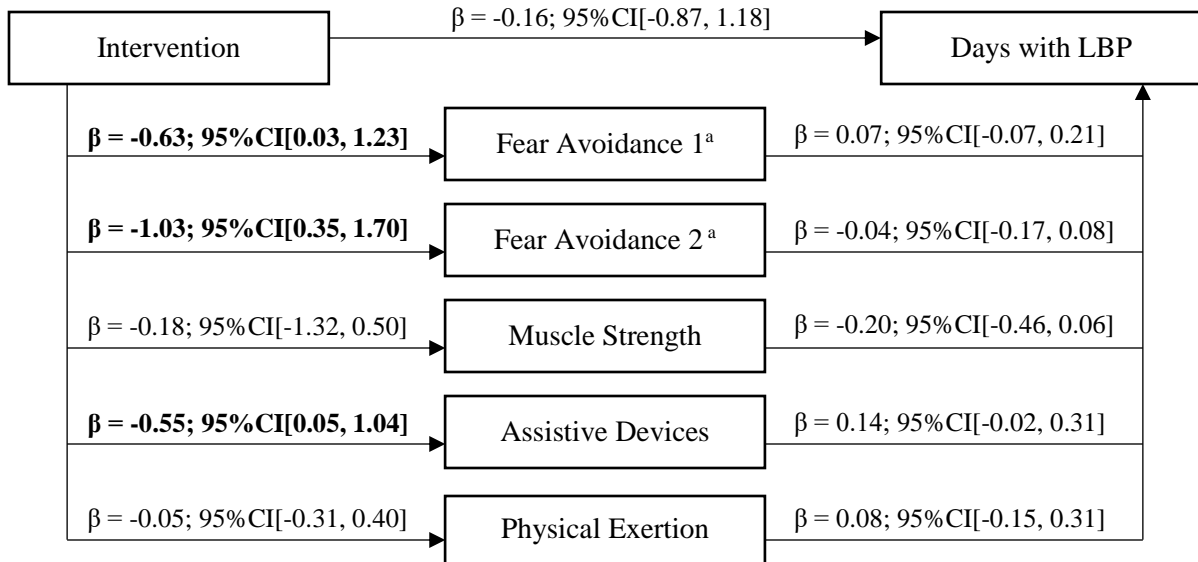 β = -0.16; 95%CI[-0.87, 1.18]
Intervention
Days with LBP
β = -0.63; 95%CI[0.03, 1.23]
Fear Avoidance 1ᵃ
β = 0.07; 95%CI[-0.07, 0.21]
β = -1.03; 95%CI[0.35, 1.70]
Fear Avoidance 2 ᵃ
β = -0.04; 95%CI[-0.17, 0.08]
β = -0.18; 95%CI[-1.32, 0.50]
Muscle Strength
β = -0.20; 95%CI[-0.46, 0.06]
β = -0.55; 95%CI[0.05, 1.04]
Assistive Devices
β = 0.14; 95%CI[-0.02, 0.31]
β = -0.05; 95%CI[-0.31, 0.40]
Physical Exertion
β = 0.08; 95%CI[-0.15, 0.31]